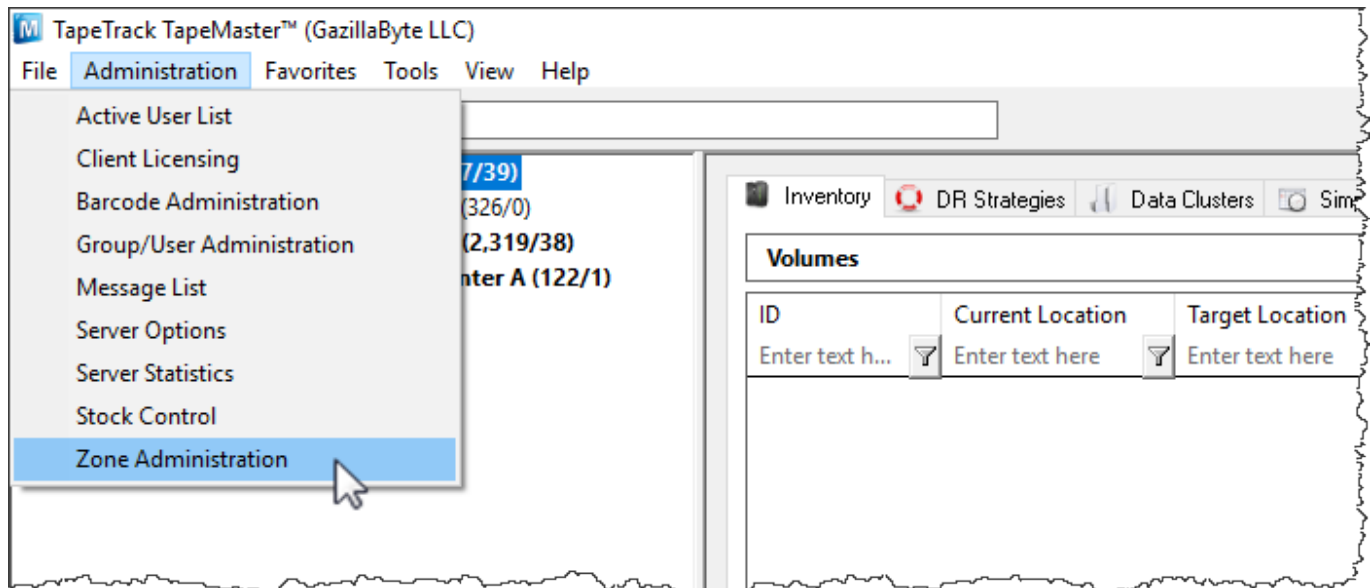 TapeTrack TapeMaster™ (GazillaByte LLC)
File Administration Favorites Tools View Help
Active User List
Client Licensing
Barcode Administration
Group/User Administration
Message List
Server Options
Server Statistics
Stock Control
Zone Administration
7/39)
(326/0)
(2,319/38)
nter A (122/1)
Inventory DR Strategies Data Clusters Sim
Volumes
ID Current Location Target Location
Enter text h... Enter text here Enter text here